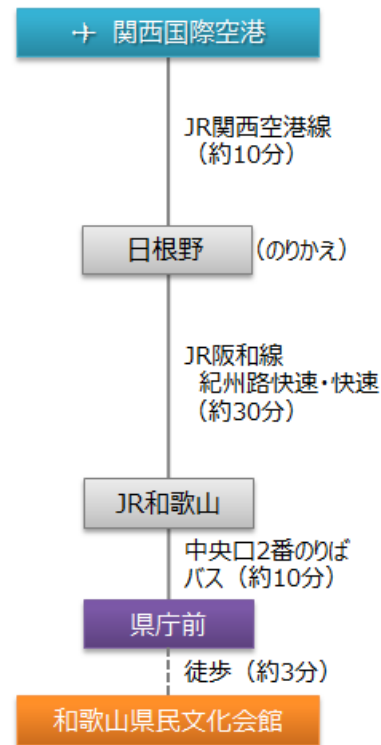 関西国際空港
JR関西空港線
（約10分）
日根野 （のりかえ）
JR阪和線
紀州路快速・快速
（約30分）
JR和歌山
中央口2番のりば
バス（約10分）
県庁前
徒歩（約3分）
和歌山県民文化会館